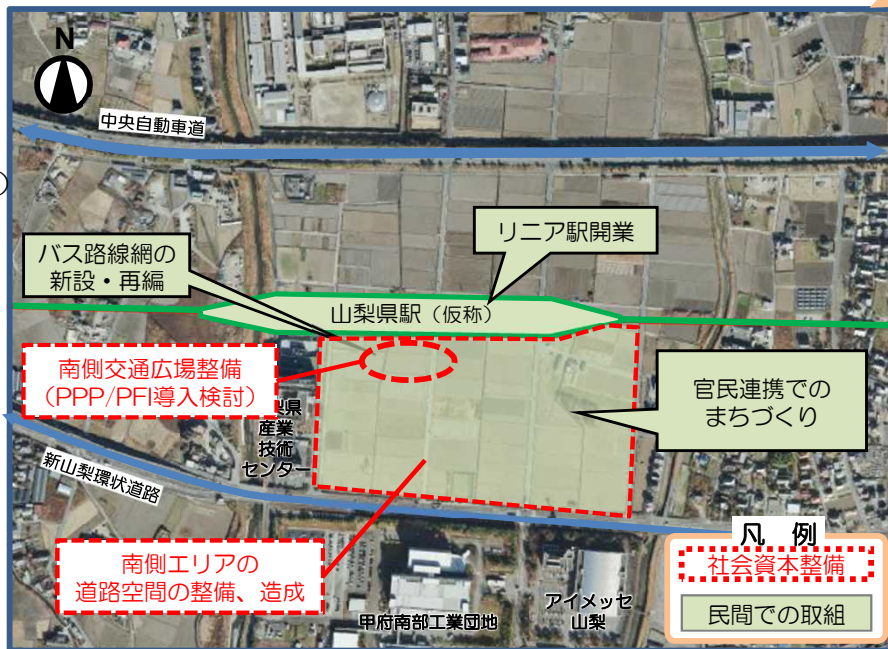 N
中央自動車道
リニア駅開業
バス路線網の
新設・再編
山梨県駅（仮称）
南側交通広場整備
（PPP/PFI導入検討）
官民連携での
まちづくり
県
産業
技術
センター
新山梨環状道路
南側エリアの
道路空間の整備、造成
甲府南部工業団地
アイメッセ
山梨
凡　例
社会資本整備
民間での取組